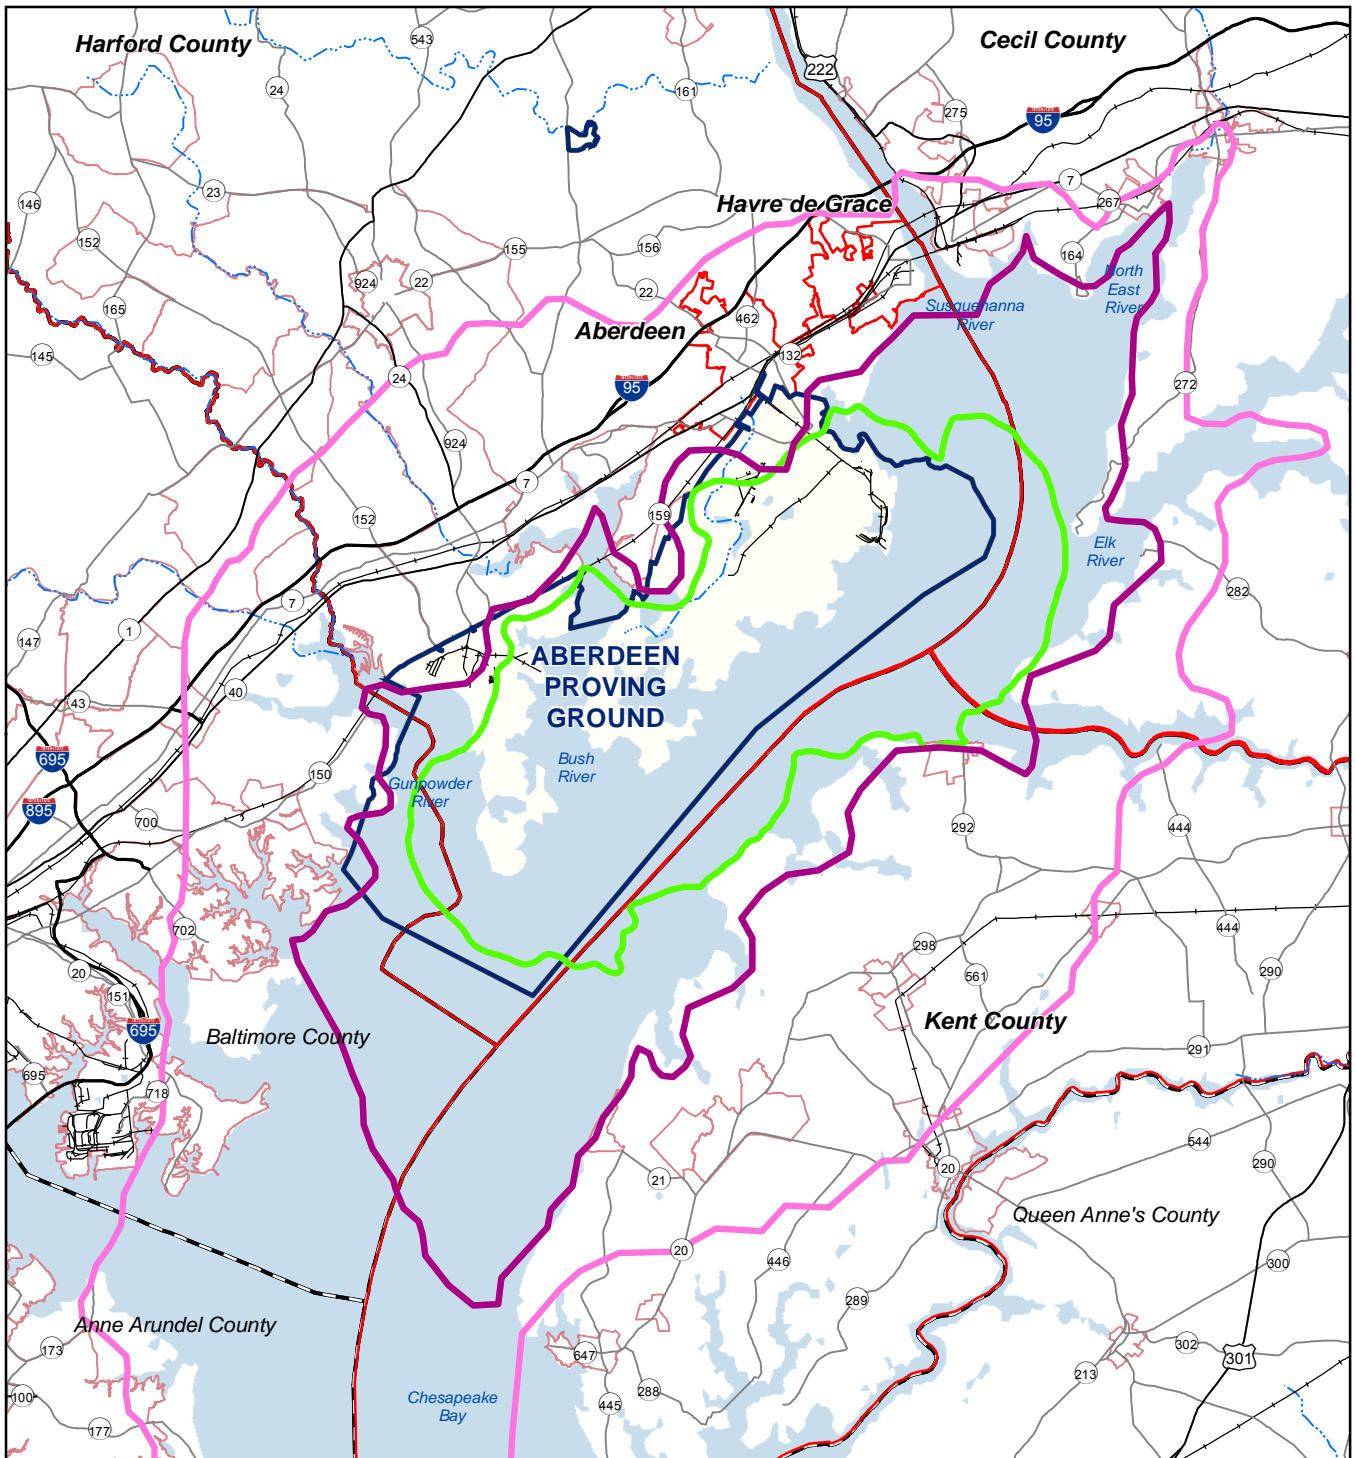 Harford County
543
Cecil County
222
24
161
275
INTERSTATE
95
23
7
146
Havre de Grace
267
152
156
155
164
924
22
22
North
East
River
165
Susquehanna
River
462
Aberdeen
145
132
24
INTERSTATE
95
272
924
7
152
159
Elk
River
282
7
147
1
ABERDEEN
PROVING
GROUND
40
43
INTERSTATE
695
Bush
River
150
Gunpowder
River
INTERSTATE
895
700
292
444
702
444
298
20
561
290
151
INTERSTATE
695
Baltimore County
Kent County
291
695
718
544
20
290
21
Queen Anne's County
20
446
300
289
Anne Arundel County
173
647
302
301
213
100
288
Chesapeake
Bay
445
177